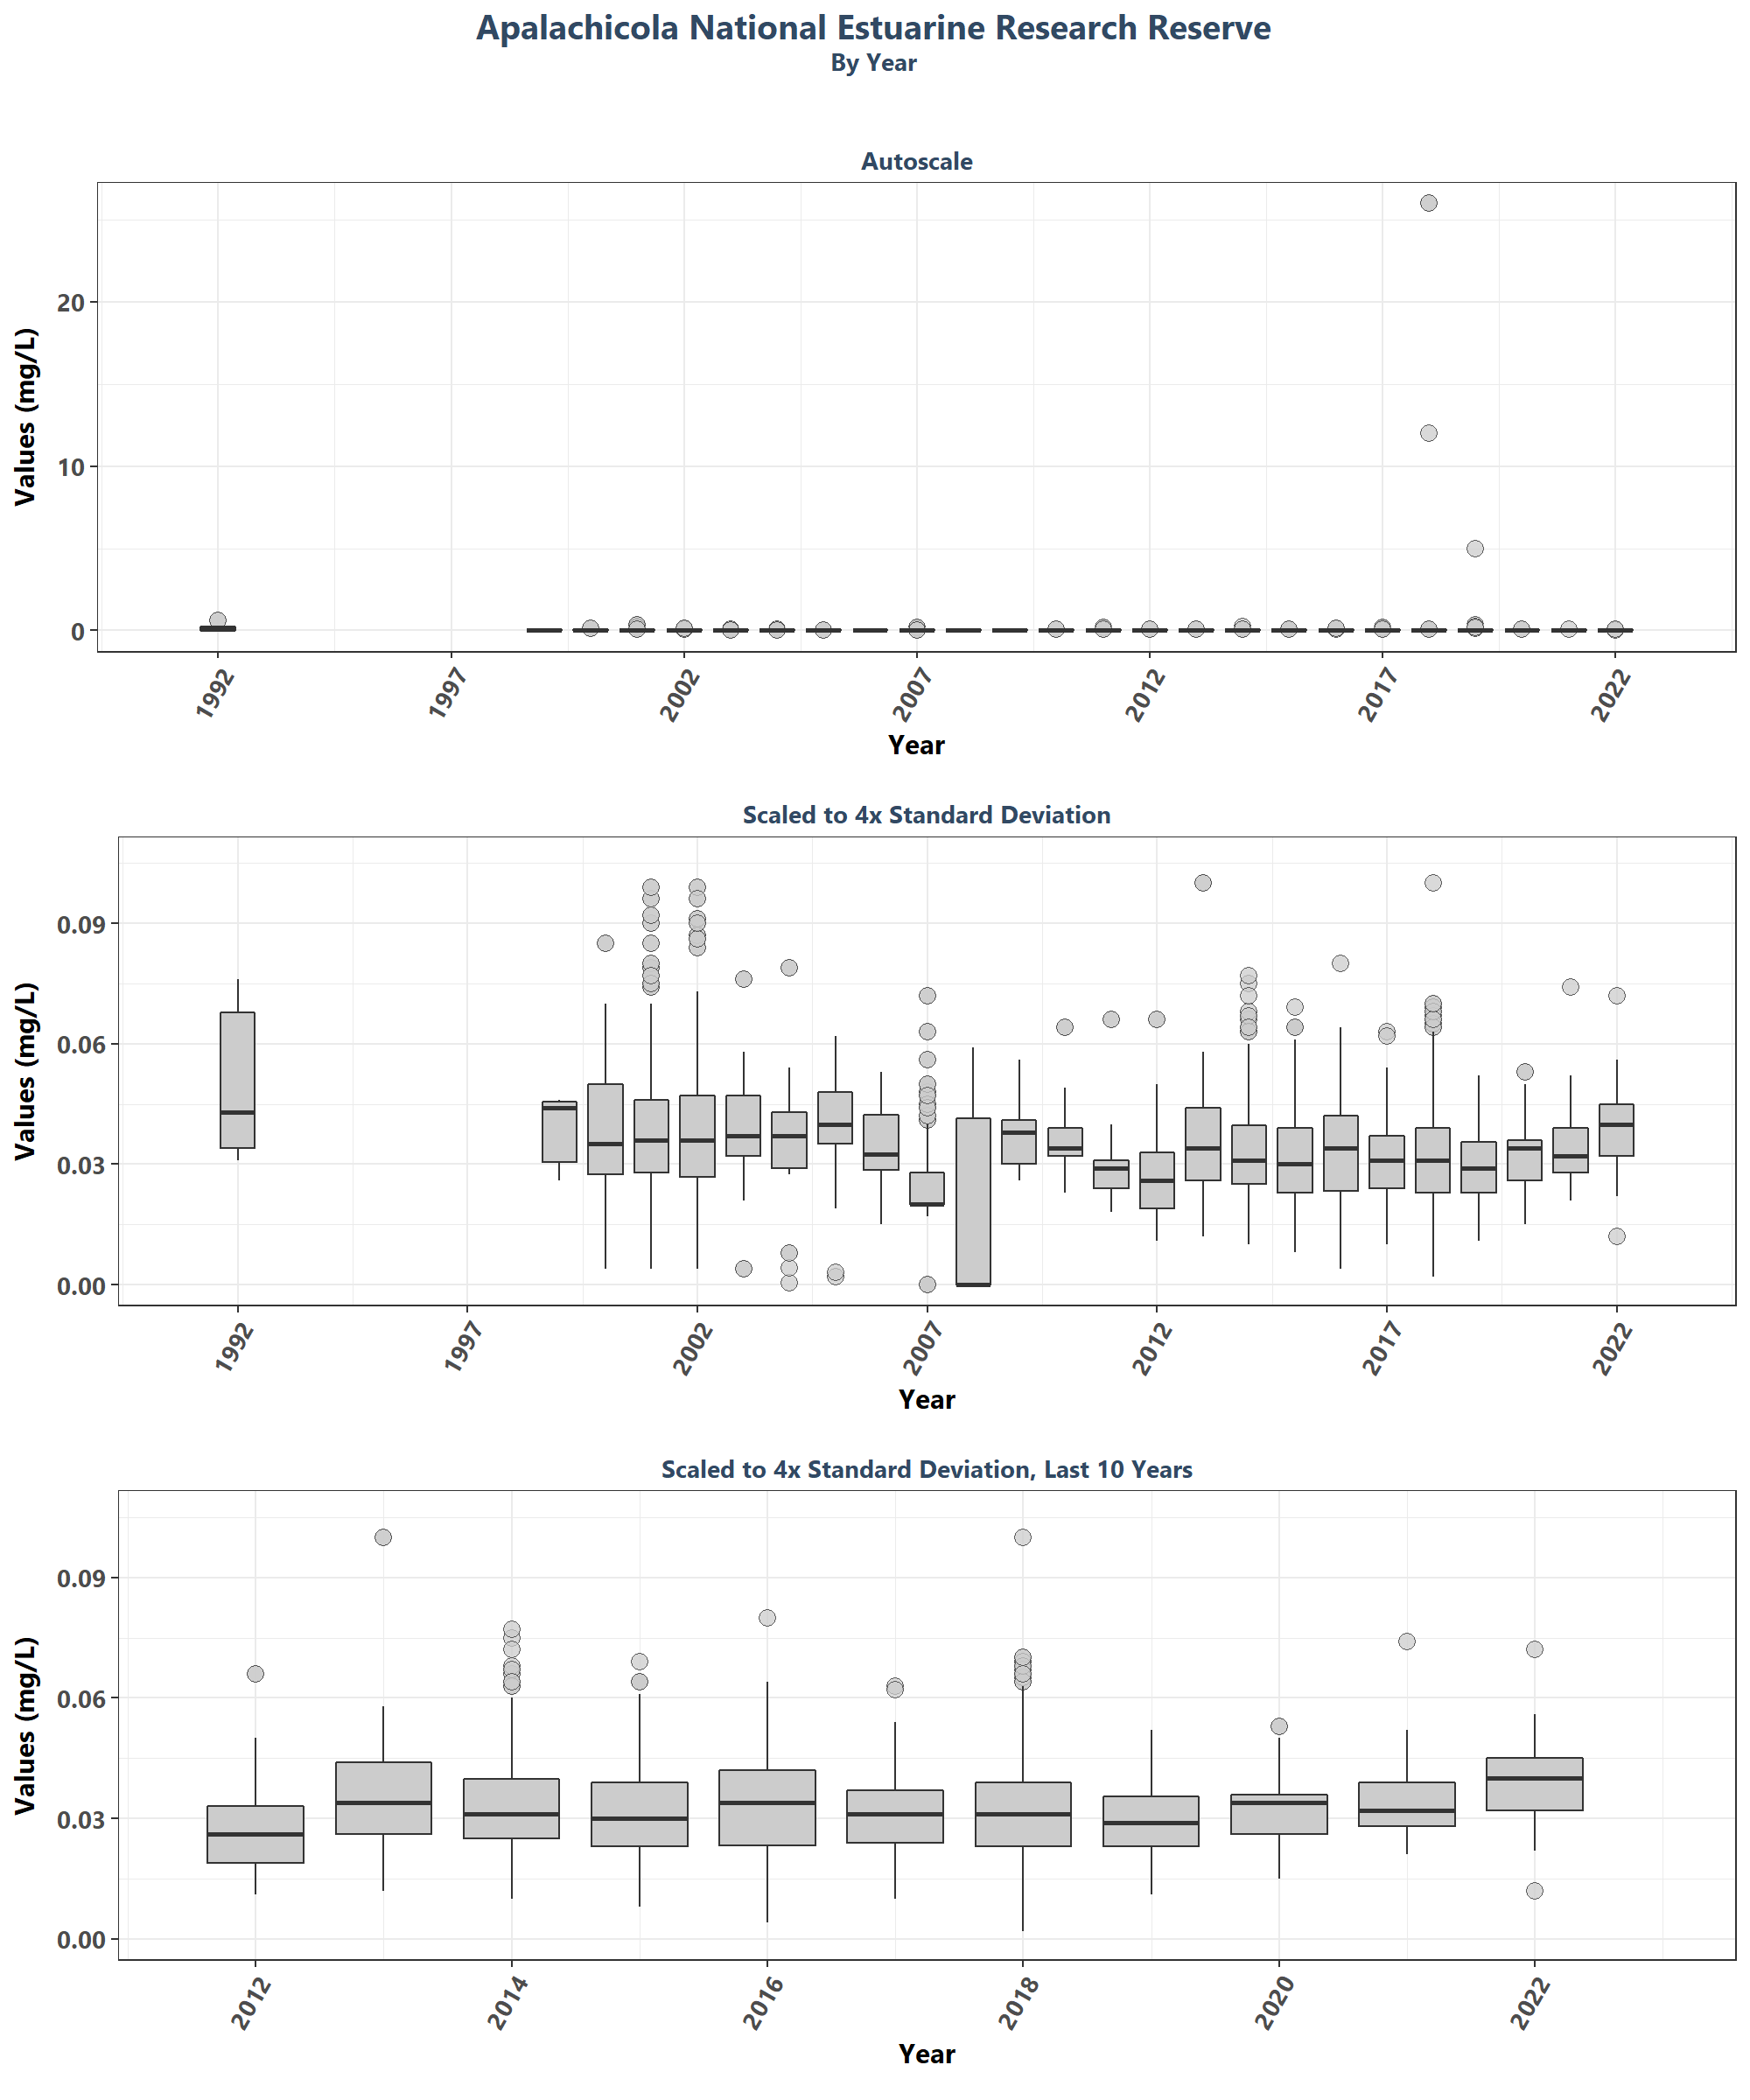 Apalachicola National Estuarine Research Reserve
By Year
Autoscale
Values (mg/L)
20
10
0
1992
1997
2002
2007
2012
2017
2022
Year
Scaled to 4x Standard Deviation
Values (mg/L)
0.09
0.06
0.03
0.00
1992
1997
2002
2007
2012
2017
2022
Year
Scaled to 4x Standard Deviation, Last 10 Years
Values (mg/L)
0.09
0.06
0.03
0.00
2012
2014
2016
2018
2020
2022
Year